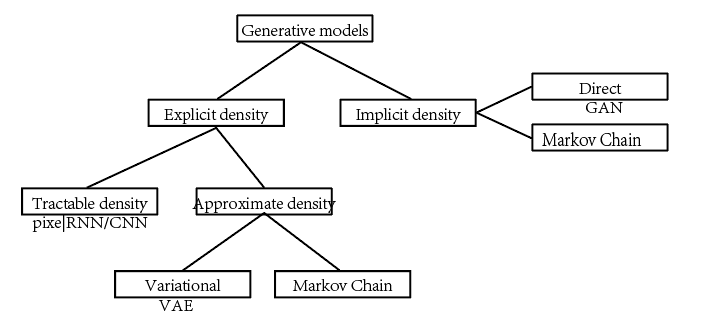 Generative models
Explicit density
Implicit density
Direct
GAN
Markov Chain
Tractable density
pixe|RNN/CNN
Approximate density
Variational
VAE
Markov Chain